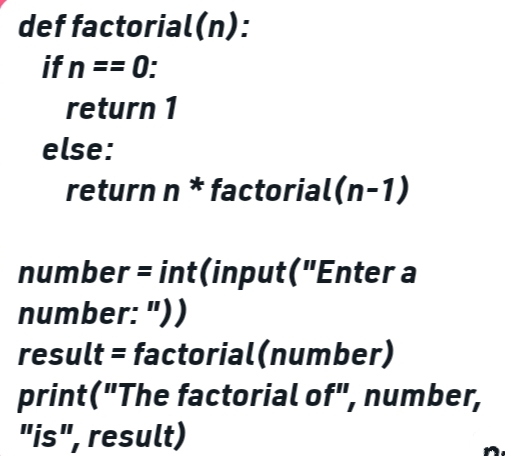 def factorial(n):
if n == 0:
return 1
else:
return n * factorial(n-1)
number = int(input("Enter a
number: "))
result = factorial(number)
print("The factorial of", number,
"is", result)